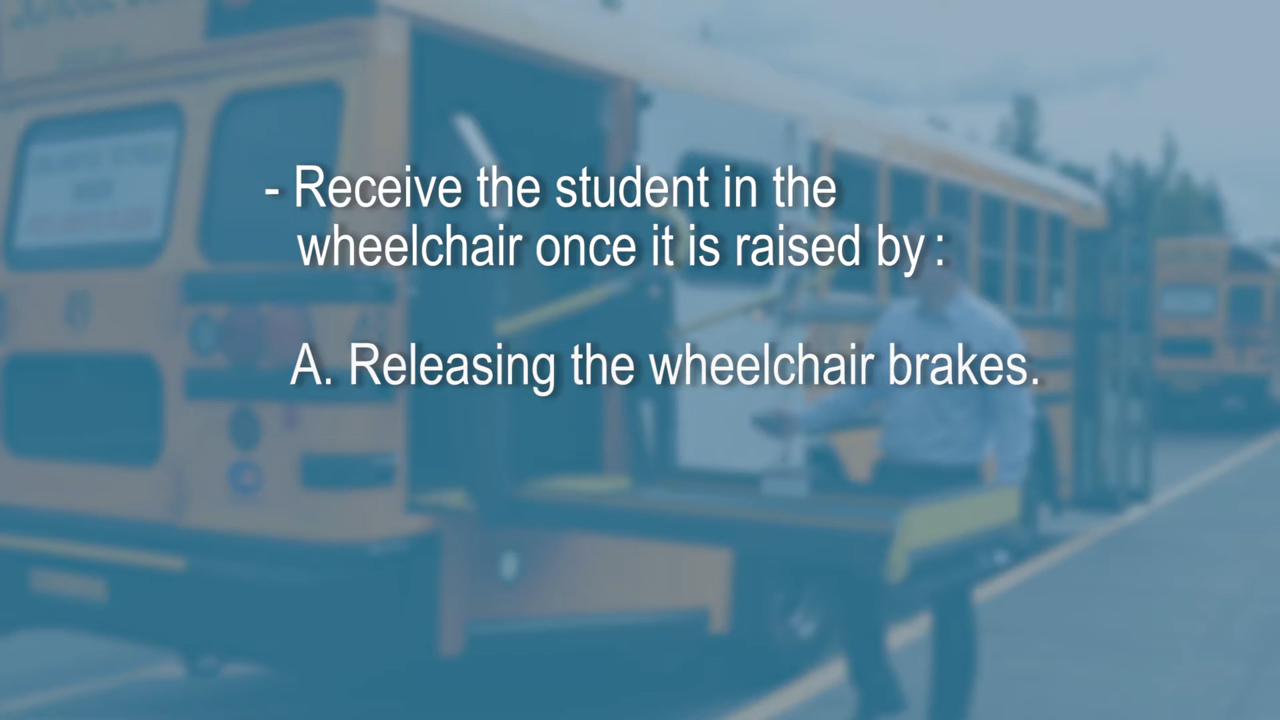 - Receive the student in the
wheelchair once it is raised by :
A. Releasing the wheelchair brakes.